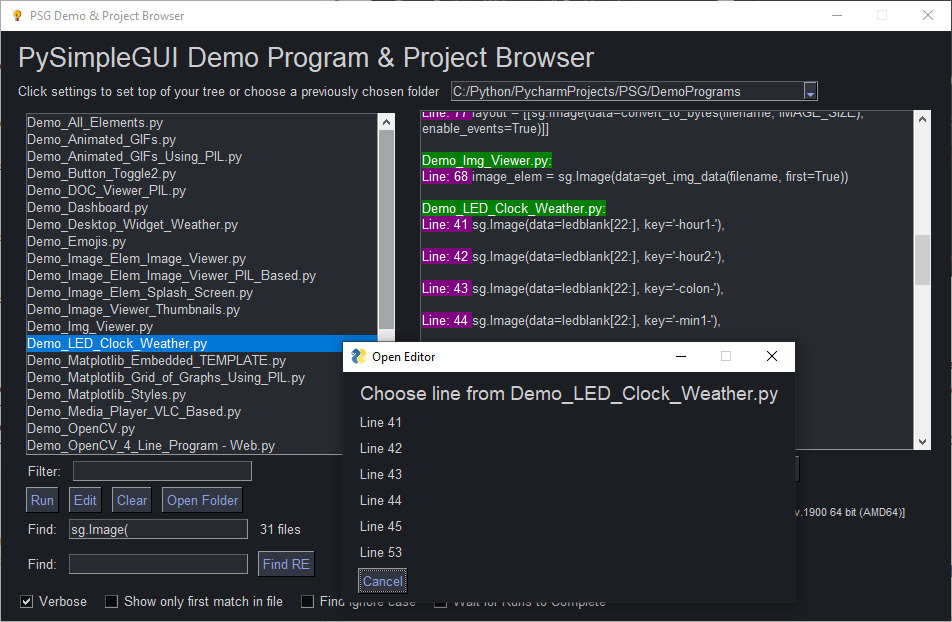 PSG Demo & Project Browser
PySimpleGUI Demo Program & Project Browser
Click settings to set top of your tree or choose a previously chosen folder C:/Python/PycharmProjects/PSG/DemoPrograms
Demo_All_Elements.py
Demo_Animated_GIFs.py
Demo_Animated_GIFs_Using_PIL.py
Demo_Button_Toggle2.py
Demo_DOC_Viewer_PIL.py
Demo_Dashboard.py
Demo_Desktop_Widget_Weather.py
Demo_Emojis.py
Demo_Image_Elem_Image_Viewer.py
Demo_Image_Elem_Image_Viewer_PIL_Based.py
Demo_Image_Elem_Splash_Screen.py
Demo_Image_Viewer_Thumbnails.py
Demo_Img_Viewer.py
Demo_LED_Clock_Weather.py
Demo_Matplotlib_Embedded_TEMPLATE.py
Demo_Matplotlib_Grid_of_Graphs_Using_PIL.py
Demo_Matplotlib_Styles.py
Demo_Media_Player_VLC_Based.py
Demo_OpenCV.py
Demo_OpenCV_4_Line_Program - Web.py
Line: 77 layout = [[sg.Image(data=convert_to_bytes(filename, IMAGE_SIZE),
enable_events=True)]]
Demo_Img_Viewer.py:
Line: 68 image_elem = sg.Image(data=get_img_data(filename, first=True))
Demo_LED_Clock_Weather.py:
Line: 41 sg.Image(data=ledblank[22:], key='-hour1-'),
Line: 42 sg.Image(data=ledblank[22:], key='-hour2-'),
Line: 43 sg.Image(data=ledblank[22:], key='-colon-'),
Line: 44 sg.Image(data=ledblank[22:], key='-min1-'),
Open Editor
Choose line from Demo_LED_Clock_Weather.py
Line 41
Line 42
Line 43
Line 44
Line 45
Line 53
Cancel
Filter:
Run Edit Clear Open Folder
v.1900 64 bit (AMD64)]
Find: sg.Image( 31 files
Find: Find RE
Verbose Show only first match in file Find ignore case Wait for Runs to Complete